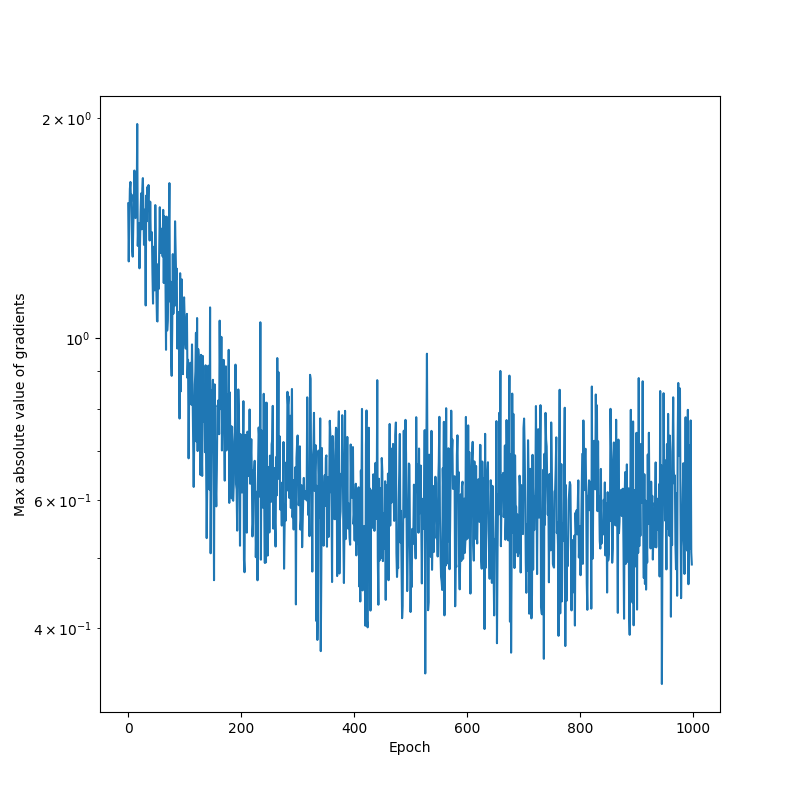 Max absolute value of gradients
2 × 10⁰
10⁰
6 × 10⁻¹
4 × 10⁻¹
0 200 400 600 800 1000
Epoch